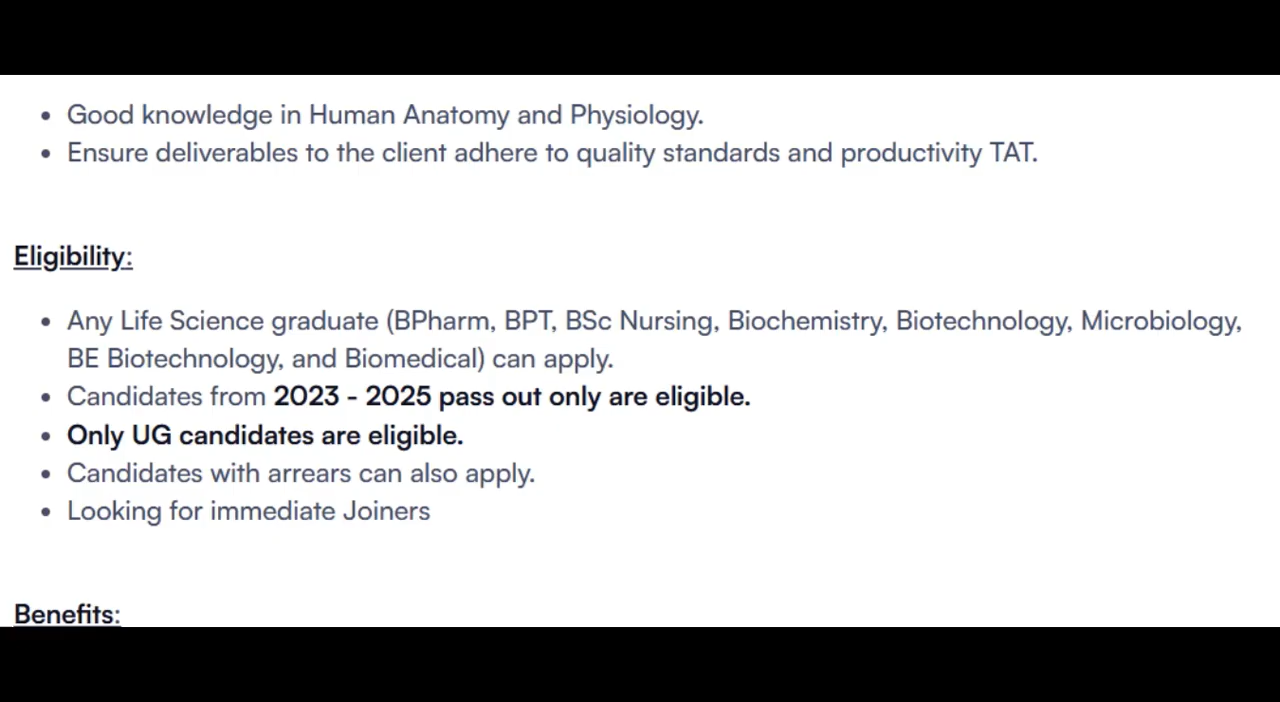 Good knowledge in Human Anatomy and Physiology.
Ensure deliverables to the client adhere to quality standards and productivity TAT.
Eligibility:
Any Life Science graduate (BPharm, BPT, BSc Nursing, Biochemistry, Biotechnology, Microbiology,
BE Biotechnology, and Biomedical) can apply.
Candidates from 2023 - 2025 pass out only are eligible.
Only UG candidates are eligible.
Candidates with arrears can also apply.
Looking for immediate Joiners
Benefits: